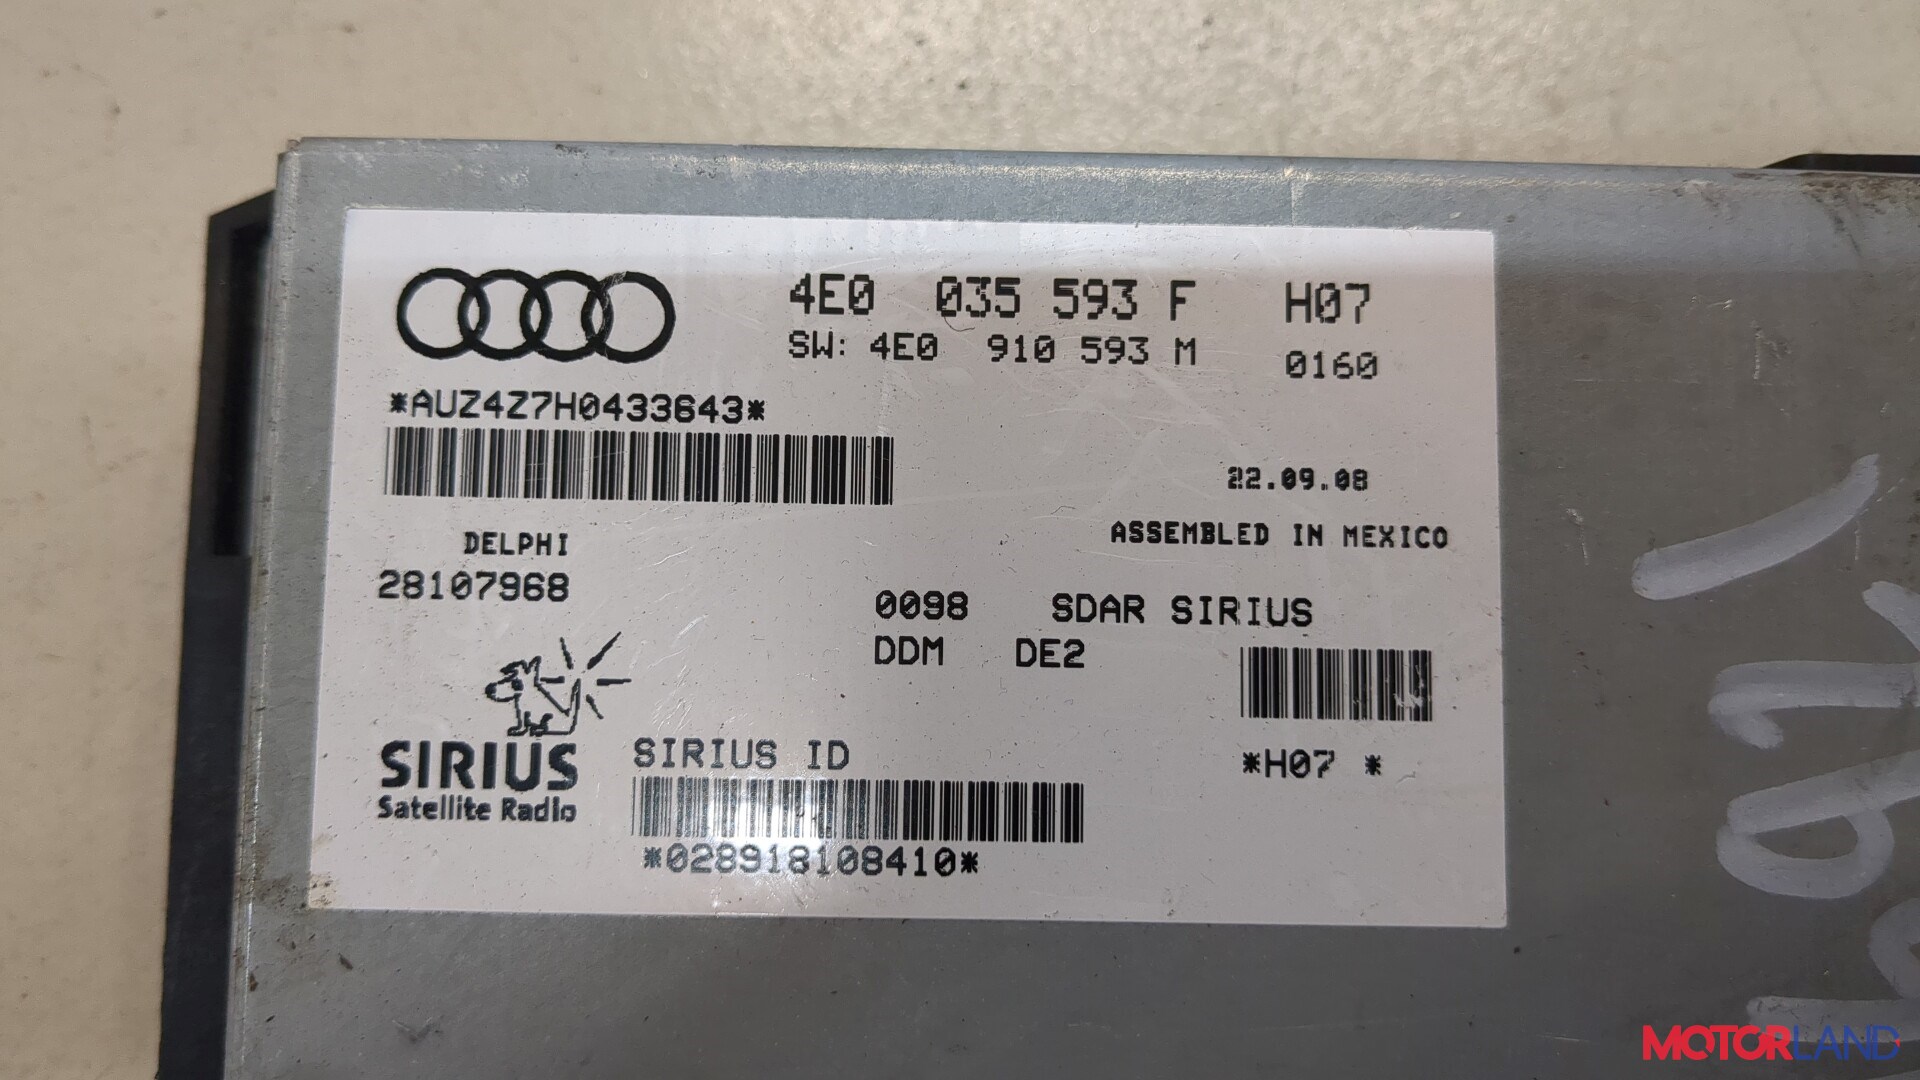 4E0 035 593 F H07
SW: 4E0 910 593 M 0160
*AUZ4Z7H0433643*
22.09.08
DELPHI
ASSEMBLED IN MEXICO
28107968
0098 SDAR SIRIUS
DDM DE2
SIRIUS
Satellite Radio
SIRIUS ID
*H07 *
*028918108410*
MOTORLAND